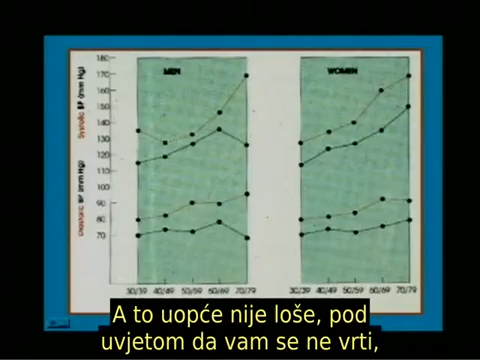 MEN
WOMEN
Systolic BP (mm Hg)
Diastolic BP (mm Hg)
180
170
160
150
140
130
120
110
100
90
80
70
30/39 40/49 50/59 60/69 70/79
30/39 40/49 50/59 60/69 70/79
A to uopće nije loše, pod
uvjetom da vam se ne vrti,